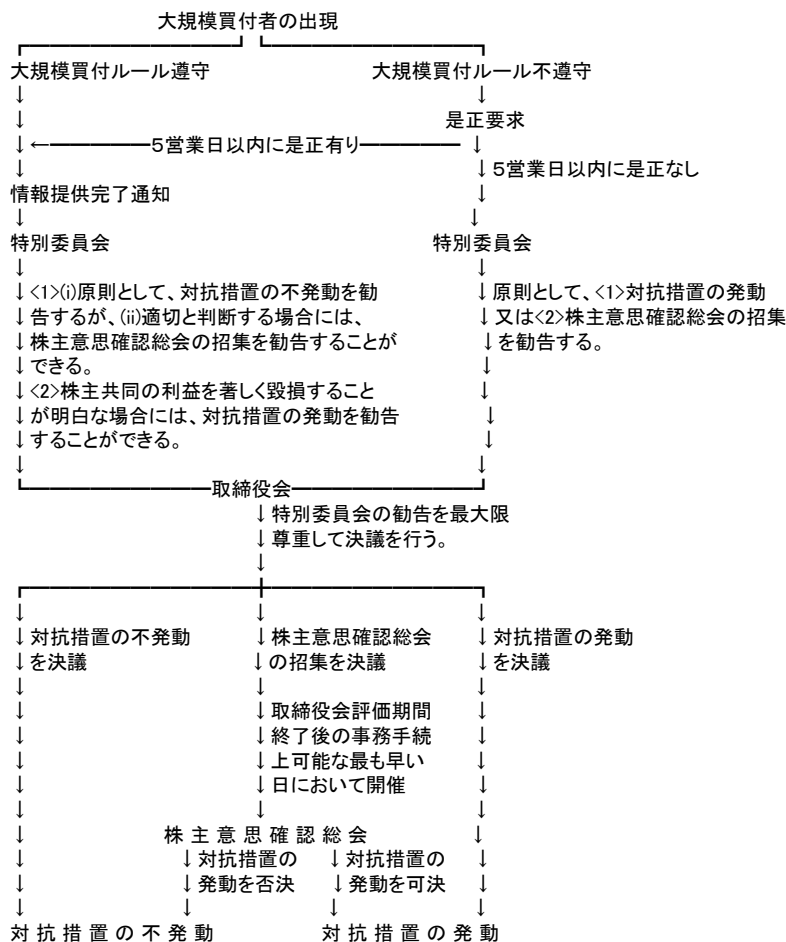 大規模買付者の出現
┏━━━━━━━━━━━┛┗━━━━━━━━━━━┓
大規模買付ルール遵守 大規模買付ルール不遵守
↓ ↓
↓ 是正要求
↓←━━━━━5営業日以内に是正有り━━━━━ ↓
↓ ↓5営業日以内に是正なし
情報提供完了通知 ↓
↓ ↓
特別委員会 特別委員会
↓ ↓
↓<1>(i)原則として、対抗措置の不発動を勧 ↓原則として、<1>対抗措置の発動
↓告するが、(ii)適切と判断する場合には、 ↓又は<2>株主意思確認総会の招集
↓株主意思確認総会の招集を勧告することが ↓を勧告する。
↓できる。 ↓
↓<2>株主共同の利益を著しく毀損すること ↓
↓が明白な場合には、対抗措置の発動を勧告 ↓
↓することができる。 ↓
↓ ↓
┗━━━━━━━━━取締役会━━━━━━━━━┛
↓特別委員会の勧告を最大限
↓尊重して決議を行う。
↓
┏━━━━━━━━━━━╋━━━━━━━━━━━┓
↓ ↓ ↓
↓対抗措置の不発動 ↓株主意思確認総会 ↓対抗措置の発動
↓を決議 ↓の招集を決議 ↓を決議
↓ ↓ ↓
↓ ↓取締役会評価期間 ↓
↓ ↓終了後の事務手続 ↓
↓ ↓上可能な最も早い ↓
↓ ↓日において開催 ↓
↓ ↓ ↓
↓ 株主意思確認総会 ↓
↓ ↓対抗措置の ↓対抗措置の ↓
↓ ↓発動を否決 ↓発動を可決 ↓
↓ ↓ ↓ ↓
対抗措置の不発動 対抗措置の発動